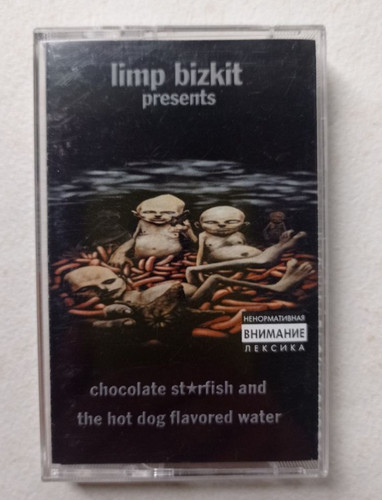 limp bizkit
presents
НЕНОРМАТИВНАЯ
ВНИМАНИЕ
ЛЕКСИКА
chocolate st★rfish and
the hot dog flavored water